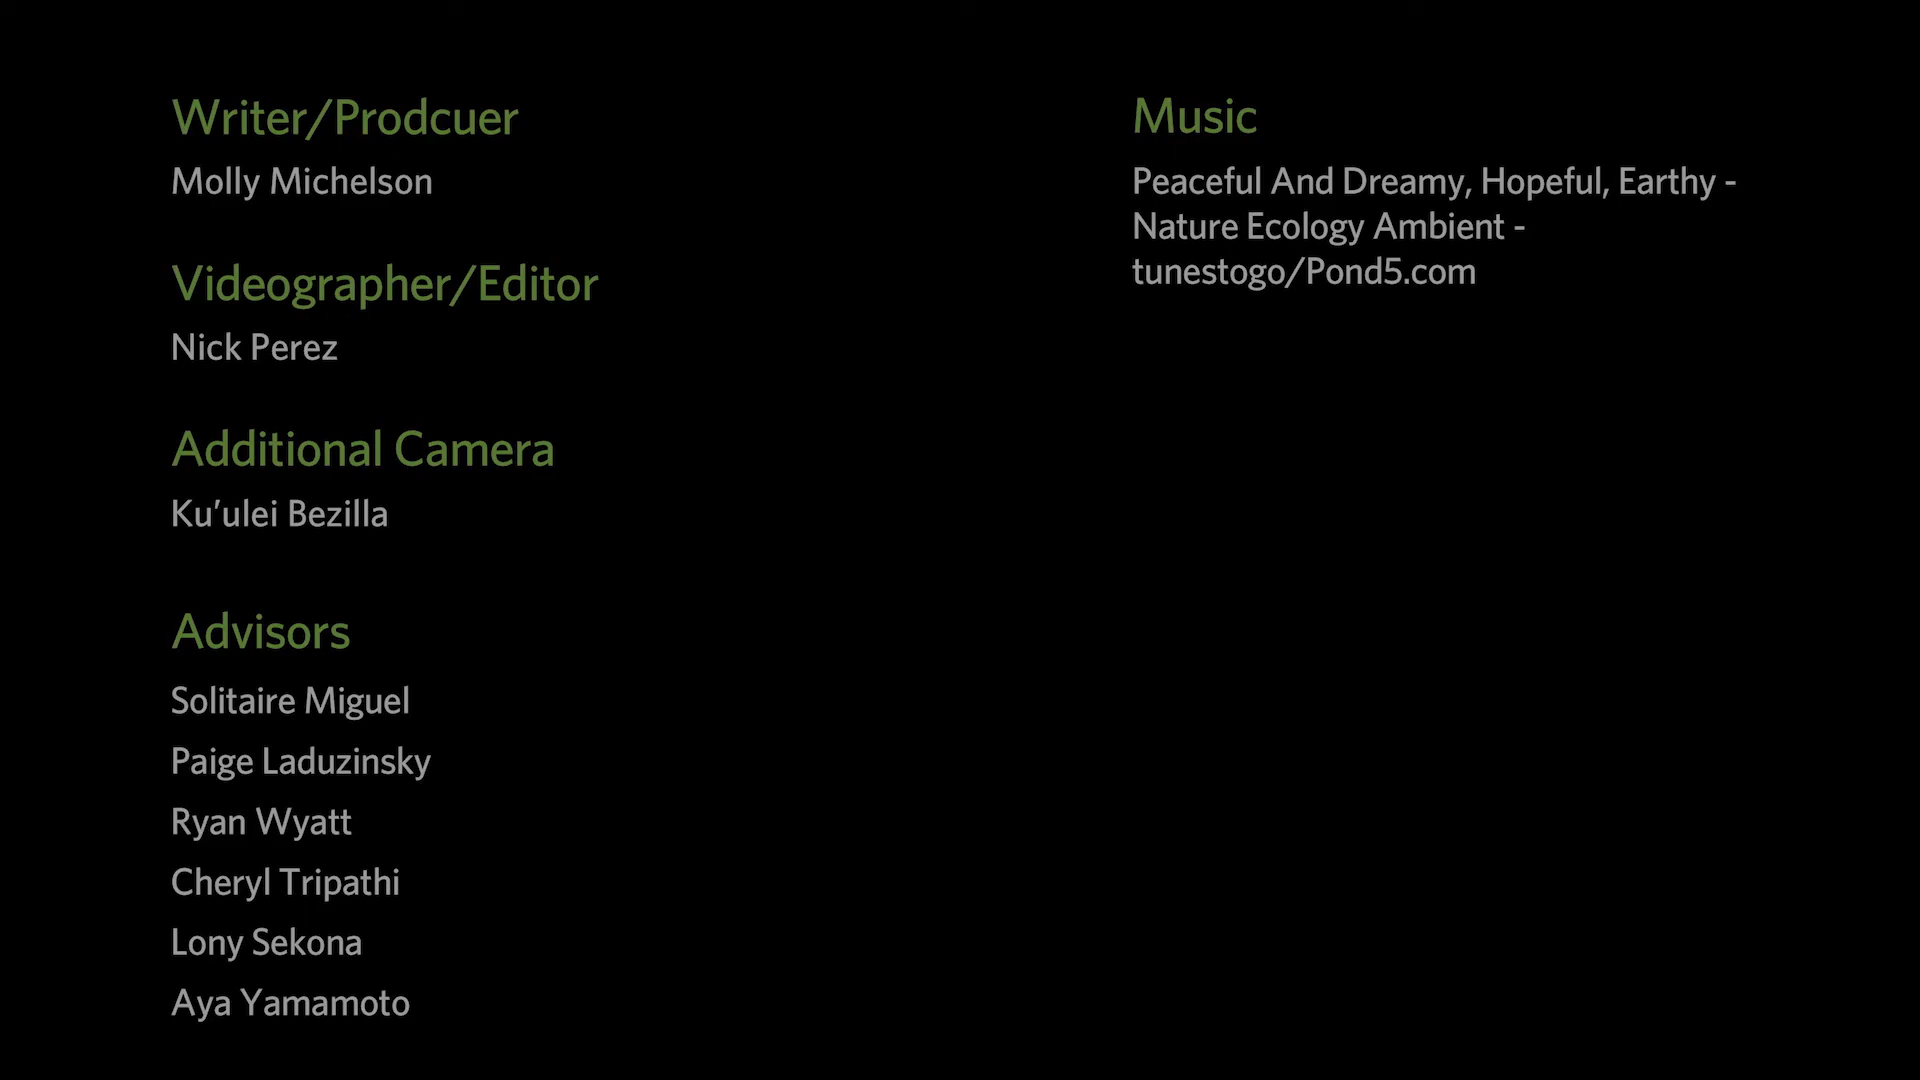 Writer/Prodcuer
Molly Michelson
Videographer/Editor
Nick Perez
Additional Camera
Ku’ulei Bezilla
Advisors
Solitaire Miguel
Paige Laduzinsky
Ryan Wyatt
Cheryl Tripathi
Lony Sekona
Aya Yamamoto
Music
Peaceful And Dreamy, Hopeful, Earthy -
Nature Ecology Ambient -
tunestogo/Pond5.com